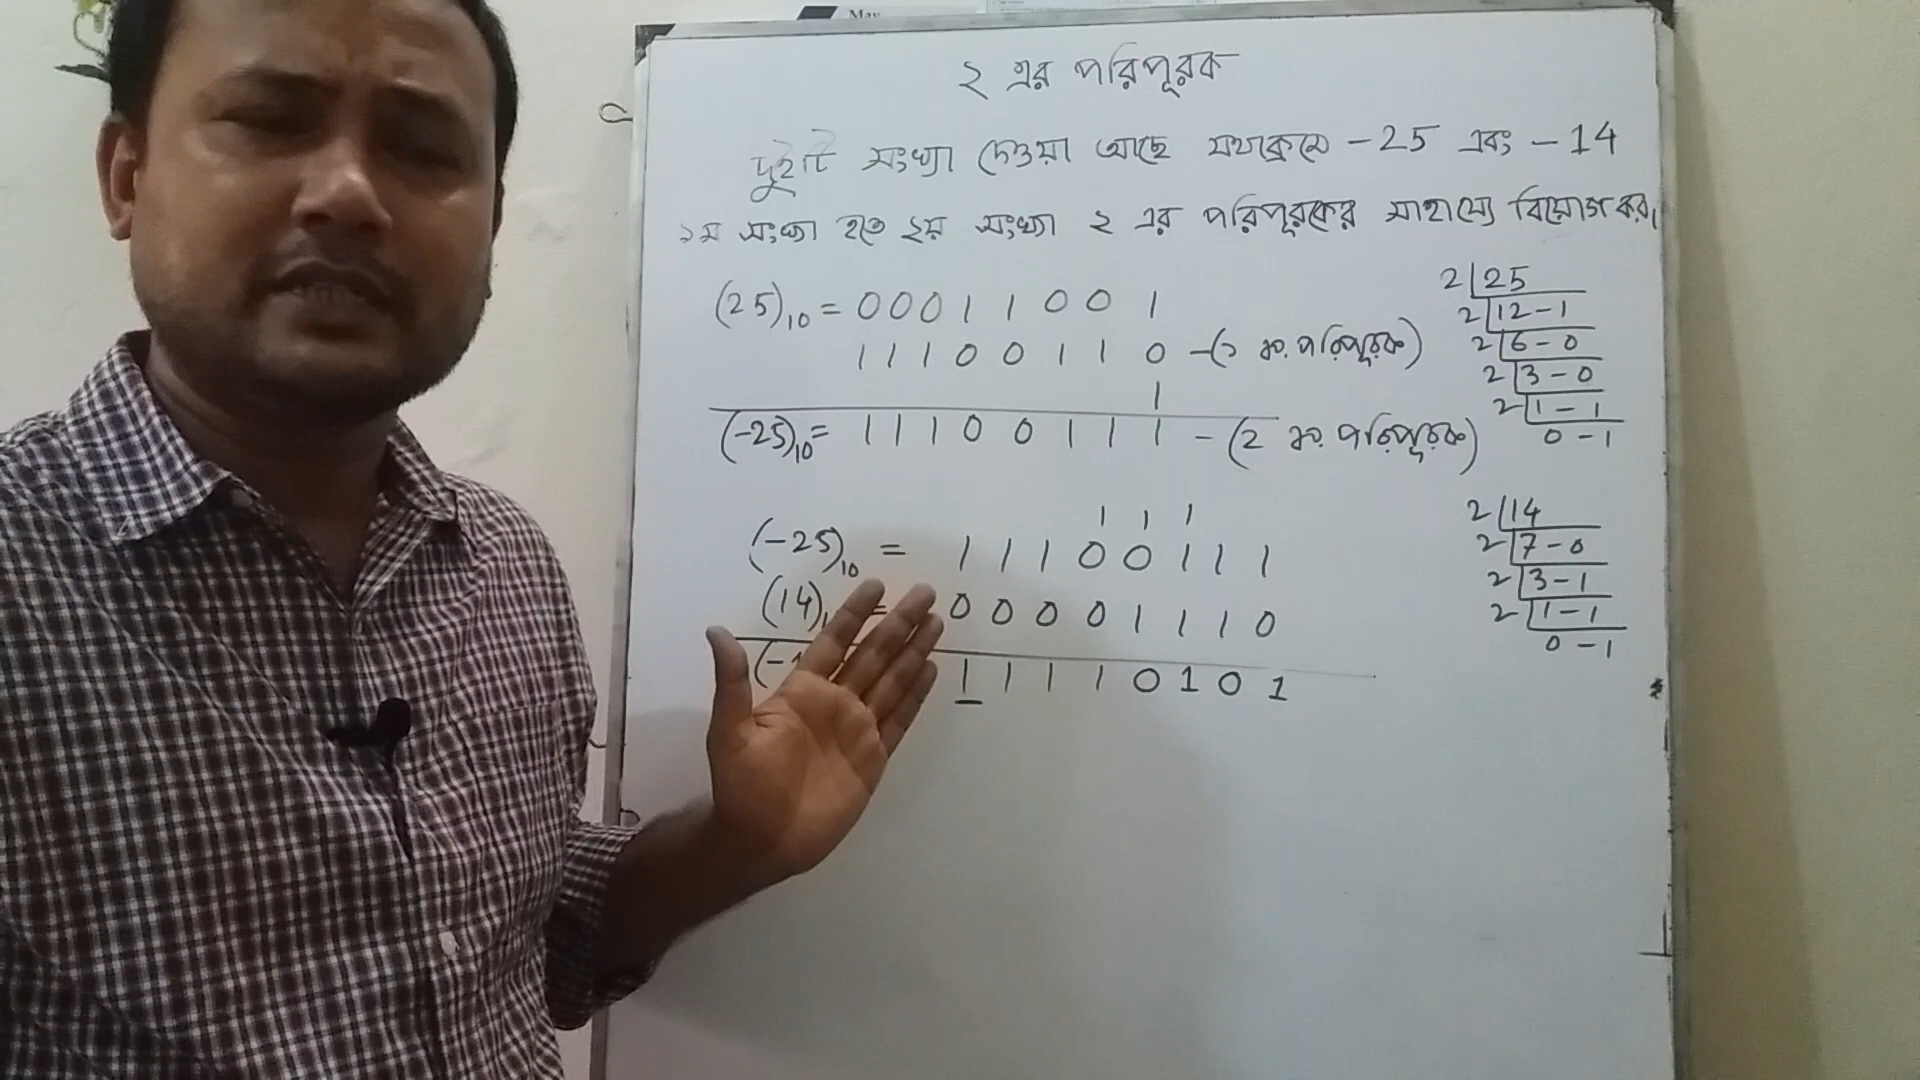 May
২ এর পরিপূরক
দুইটি সংখ্যা দেওয়া আছে যথাক্রমে -25 এবং -14
১ম সংখ্যা হতে ২য় সংখ্যা ২ এর পরিপূরকের সাহায্যে বিয়োগ কর।
(25)₁₀ = 0 0 0 1 1 0 0 1
1 1 1 0 0 1 1 0 - (১ এর পরিপূরক)
1
(-25)₁₀ = 1 1 1 0 0 1 1 1 - (2 এর পরিপূরক)
1 1 1
(-25)₁₀ = 1 1 1 0 0 1 1 1
(14)₁ = 0 0 0 0 1 1 1 0
(-1 1 1 1 1 0 1 0 1
2 25
2 12 - 1
2 6 - 0
2 3 - 0
2 1 - 1
0 - 1
2 14
2 7 - 0
2 3 - 1
2 1 - 1
0 - 1